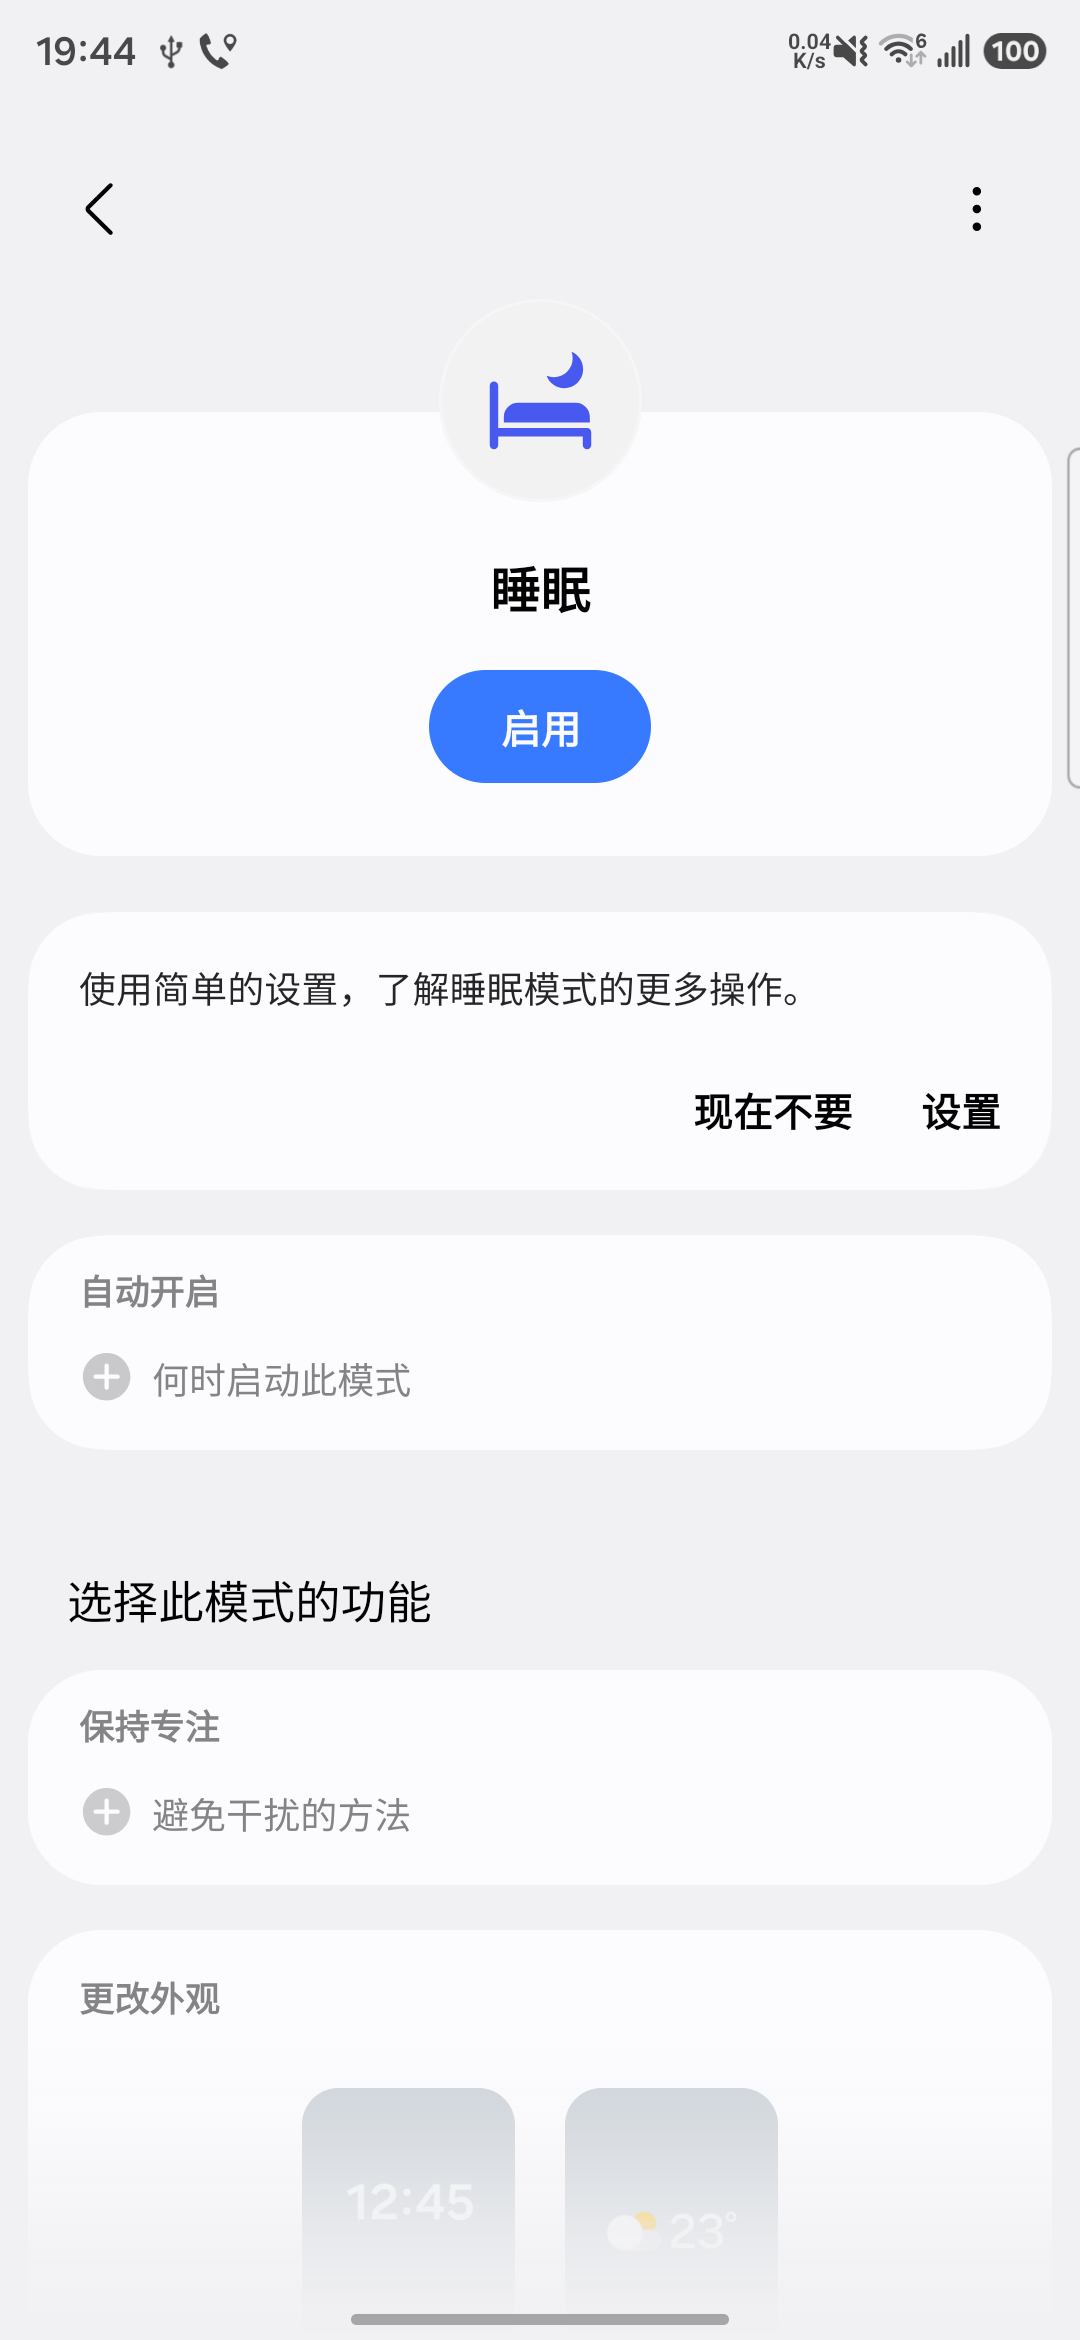 19:44
0.04
K/s
6
100
睡眠
启用
使用简单的设置，了解睡眠模式的更多操作。
现在不要
设置
自动开启
何时启动此模式
选择此模式的功能
保持专注
避免干扰的方法
更改外观
12:45
23°